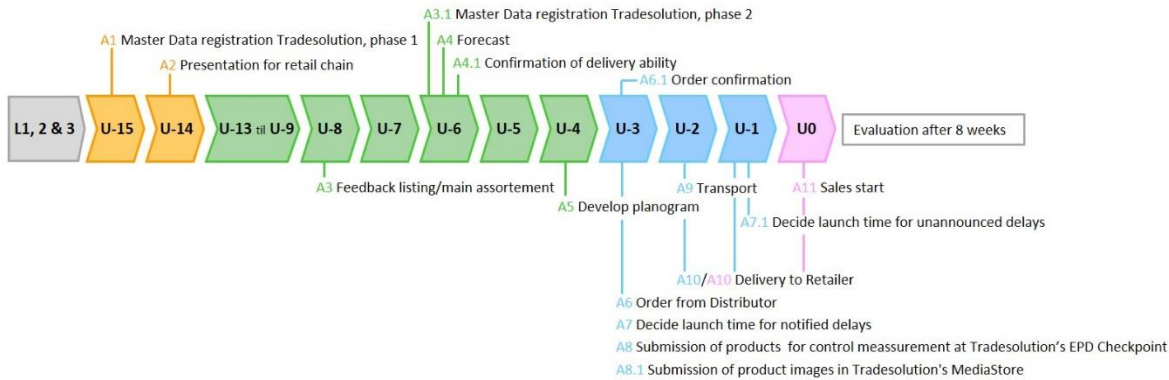 A3.1 Master Data registration Tradesolution, phase 2
A1 Master Data registration Tradesolution, phase 1
A4 Forecast
A2 Presentation for retail chain
A4.1 Confirmation of delivery ability
A6.1 Order confirmation
L1, 2 & 3
U-15
U-14
U-13 til U-9
U-8
U-7
U-6
U-5
U-4
U-3
U-2
U-1
U0
Evaluation after 8 weeks
A3 Feedback listing/main assortement
A9 Transport
A11 Sales start
A5 Develop planogram
A7.1 Decide launch time for unannounced delays
A10/A10 Delivery to Retailer
A6 Order from Distributor
A7 Decide launch time for notified delays
A8 Submission of products for control meassurement at Tradesolution's EPD Checkpoint
A8.1 Submission of product images in Tradesolution's MediaStore